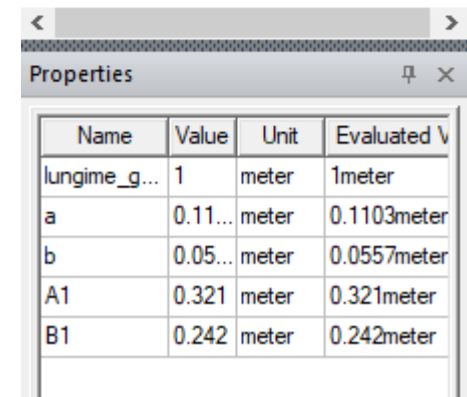 Properties
Name Value Unit Evaluated V
lungime_g... 1 meter 1meter
a 0.11... meter 0.1103meter
b 0.05... meter 0.0557meter
A1 0.321 meter 0.321meter
B1 0.242 meter 0.242meter